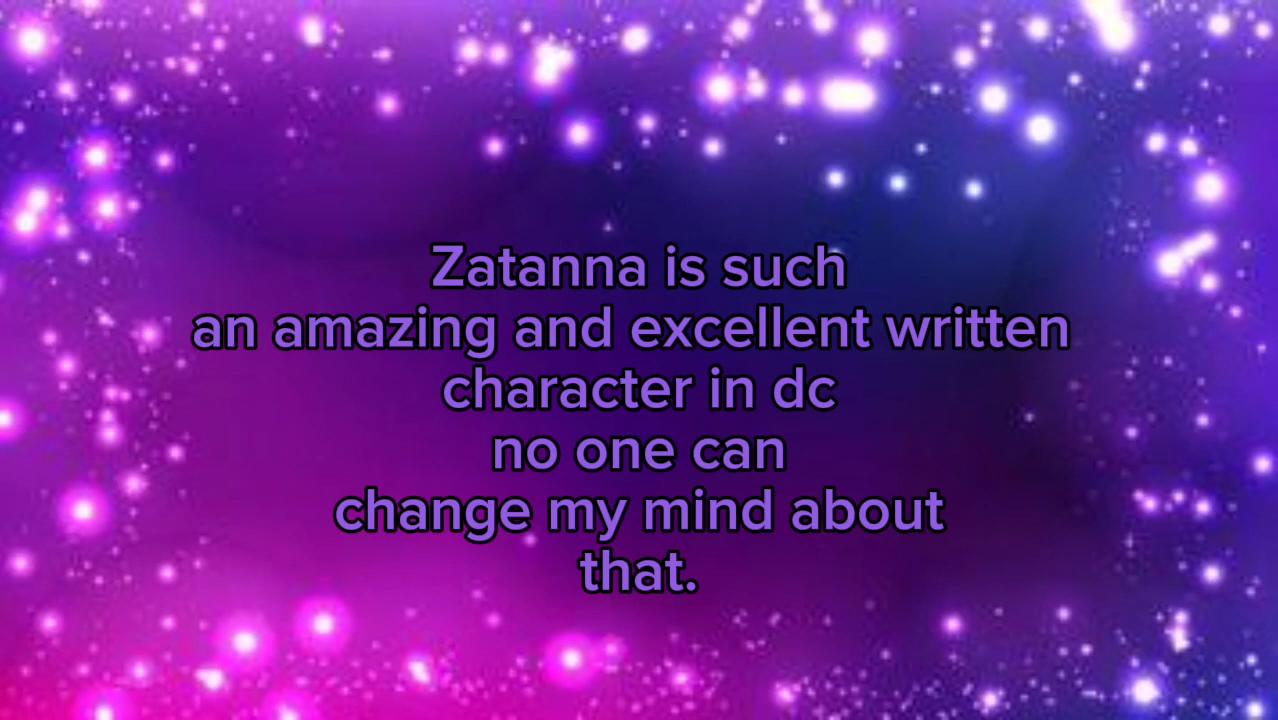 Zatanna is such
an amazing and excellent written
character in dc
no one can
change my mind about
that.